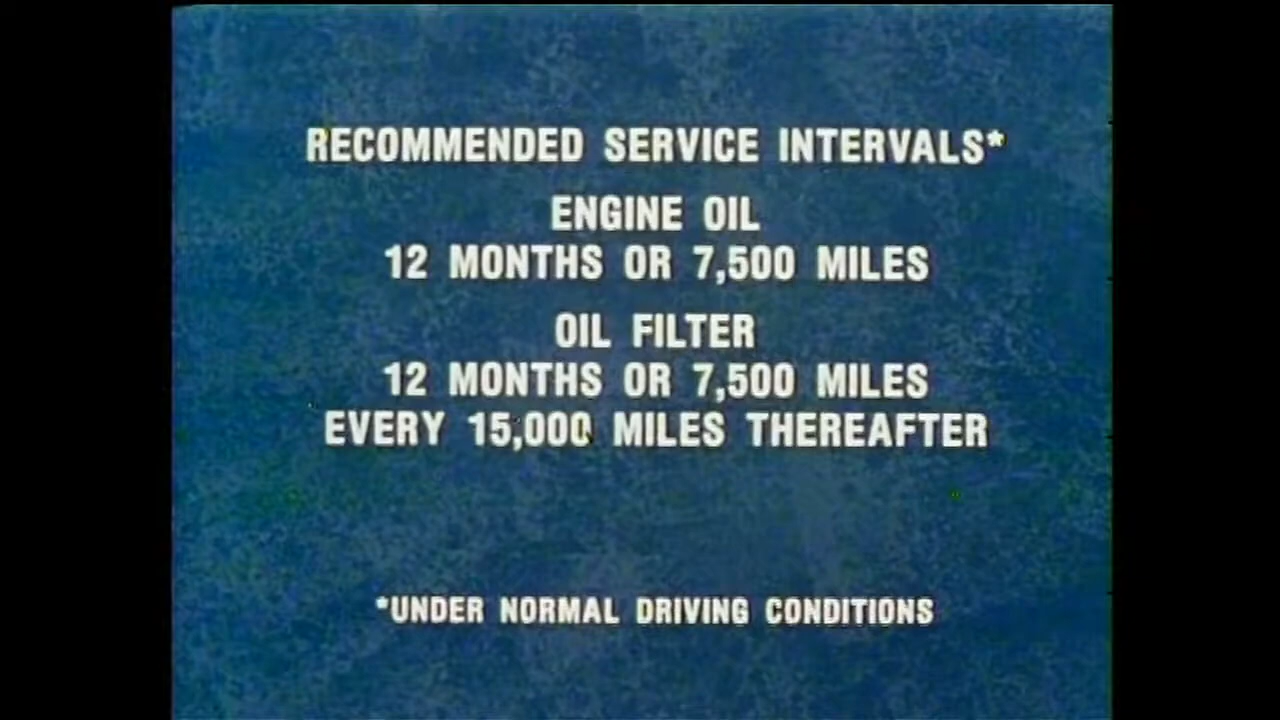 RECOMMENDED SERVICE INTERVALS*
ENGINE OIL
12 MONTHS OR 7,500 MILES
OIL FILTER
12 MONTHS OR 7,500 MILES
EVERY 15,000 MILES THEREAFTER
*UNDER NORMAL DRIVING CONDITIONS